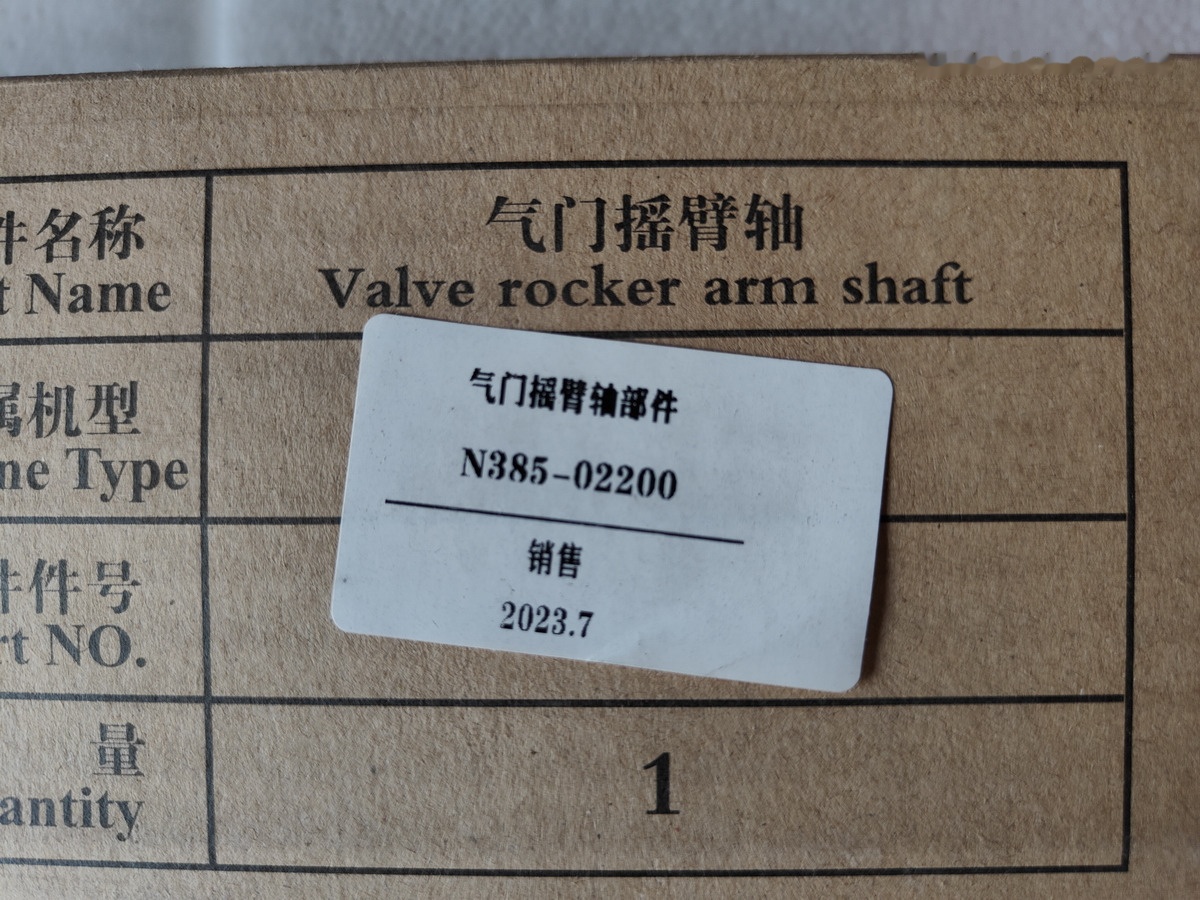 件名称
t Name
气门摇臂轴
Valve rocker arm shaft
属机型
ne Type
气门摇臂轴部件
N385-02200
销售
2023.7
件件号
rt NO.
量
antity
1